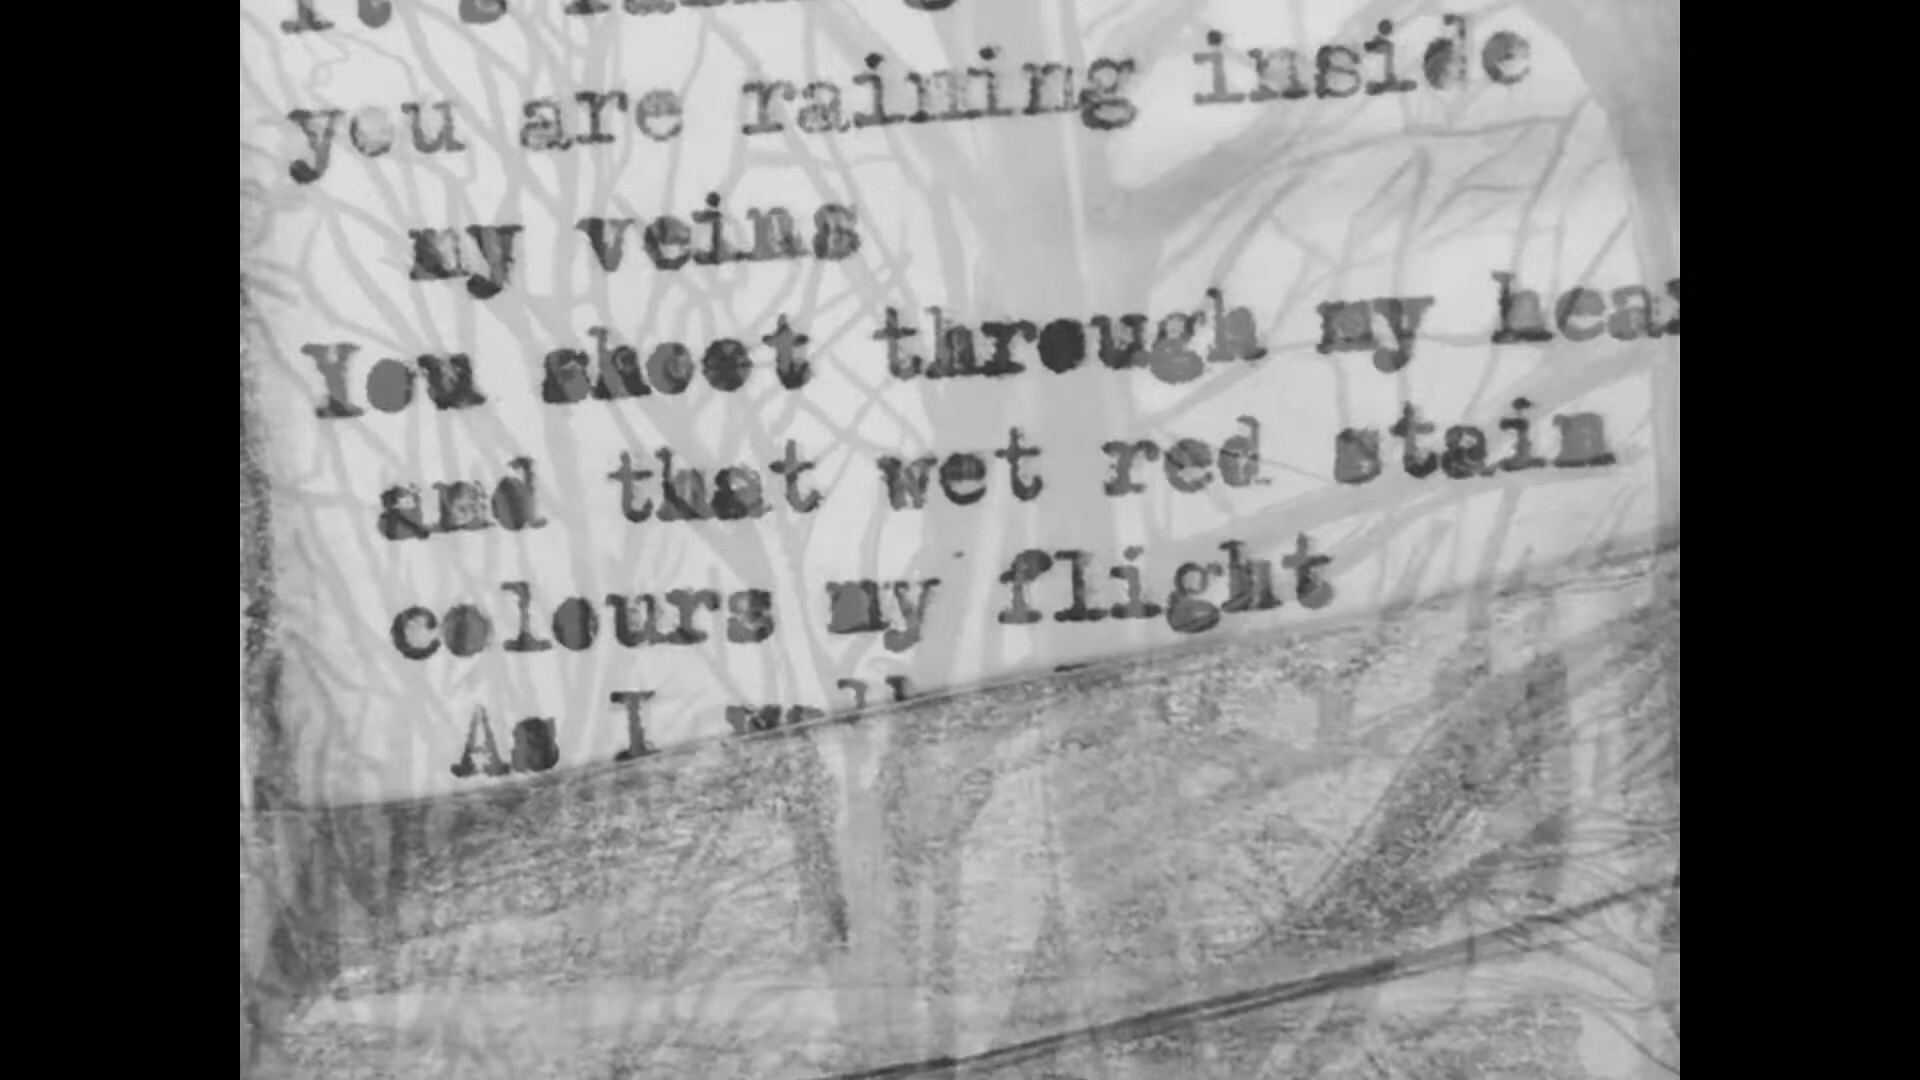 you are raining inside
my veins
You shoot through my
and that wet red stain
colours my flight
As I